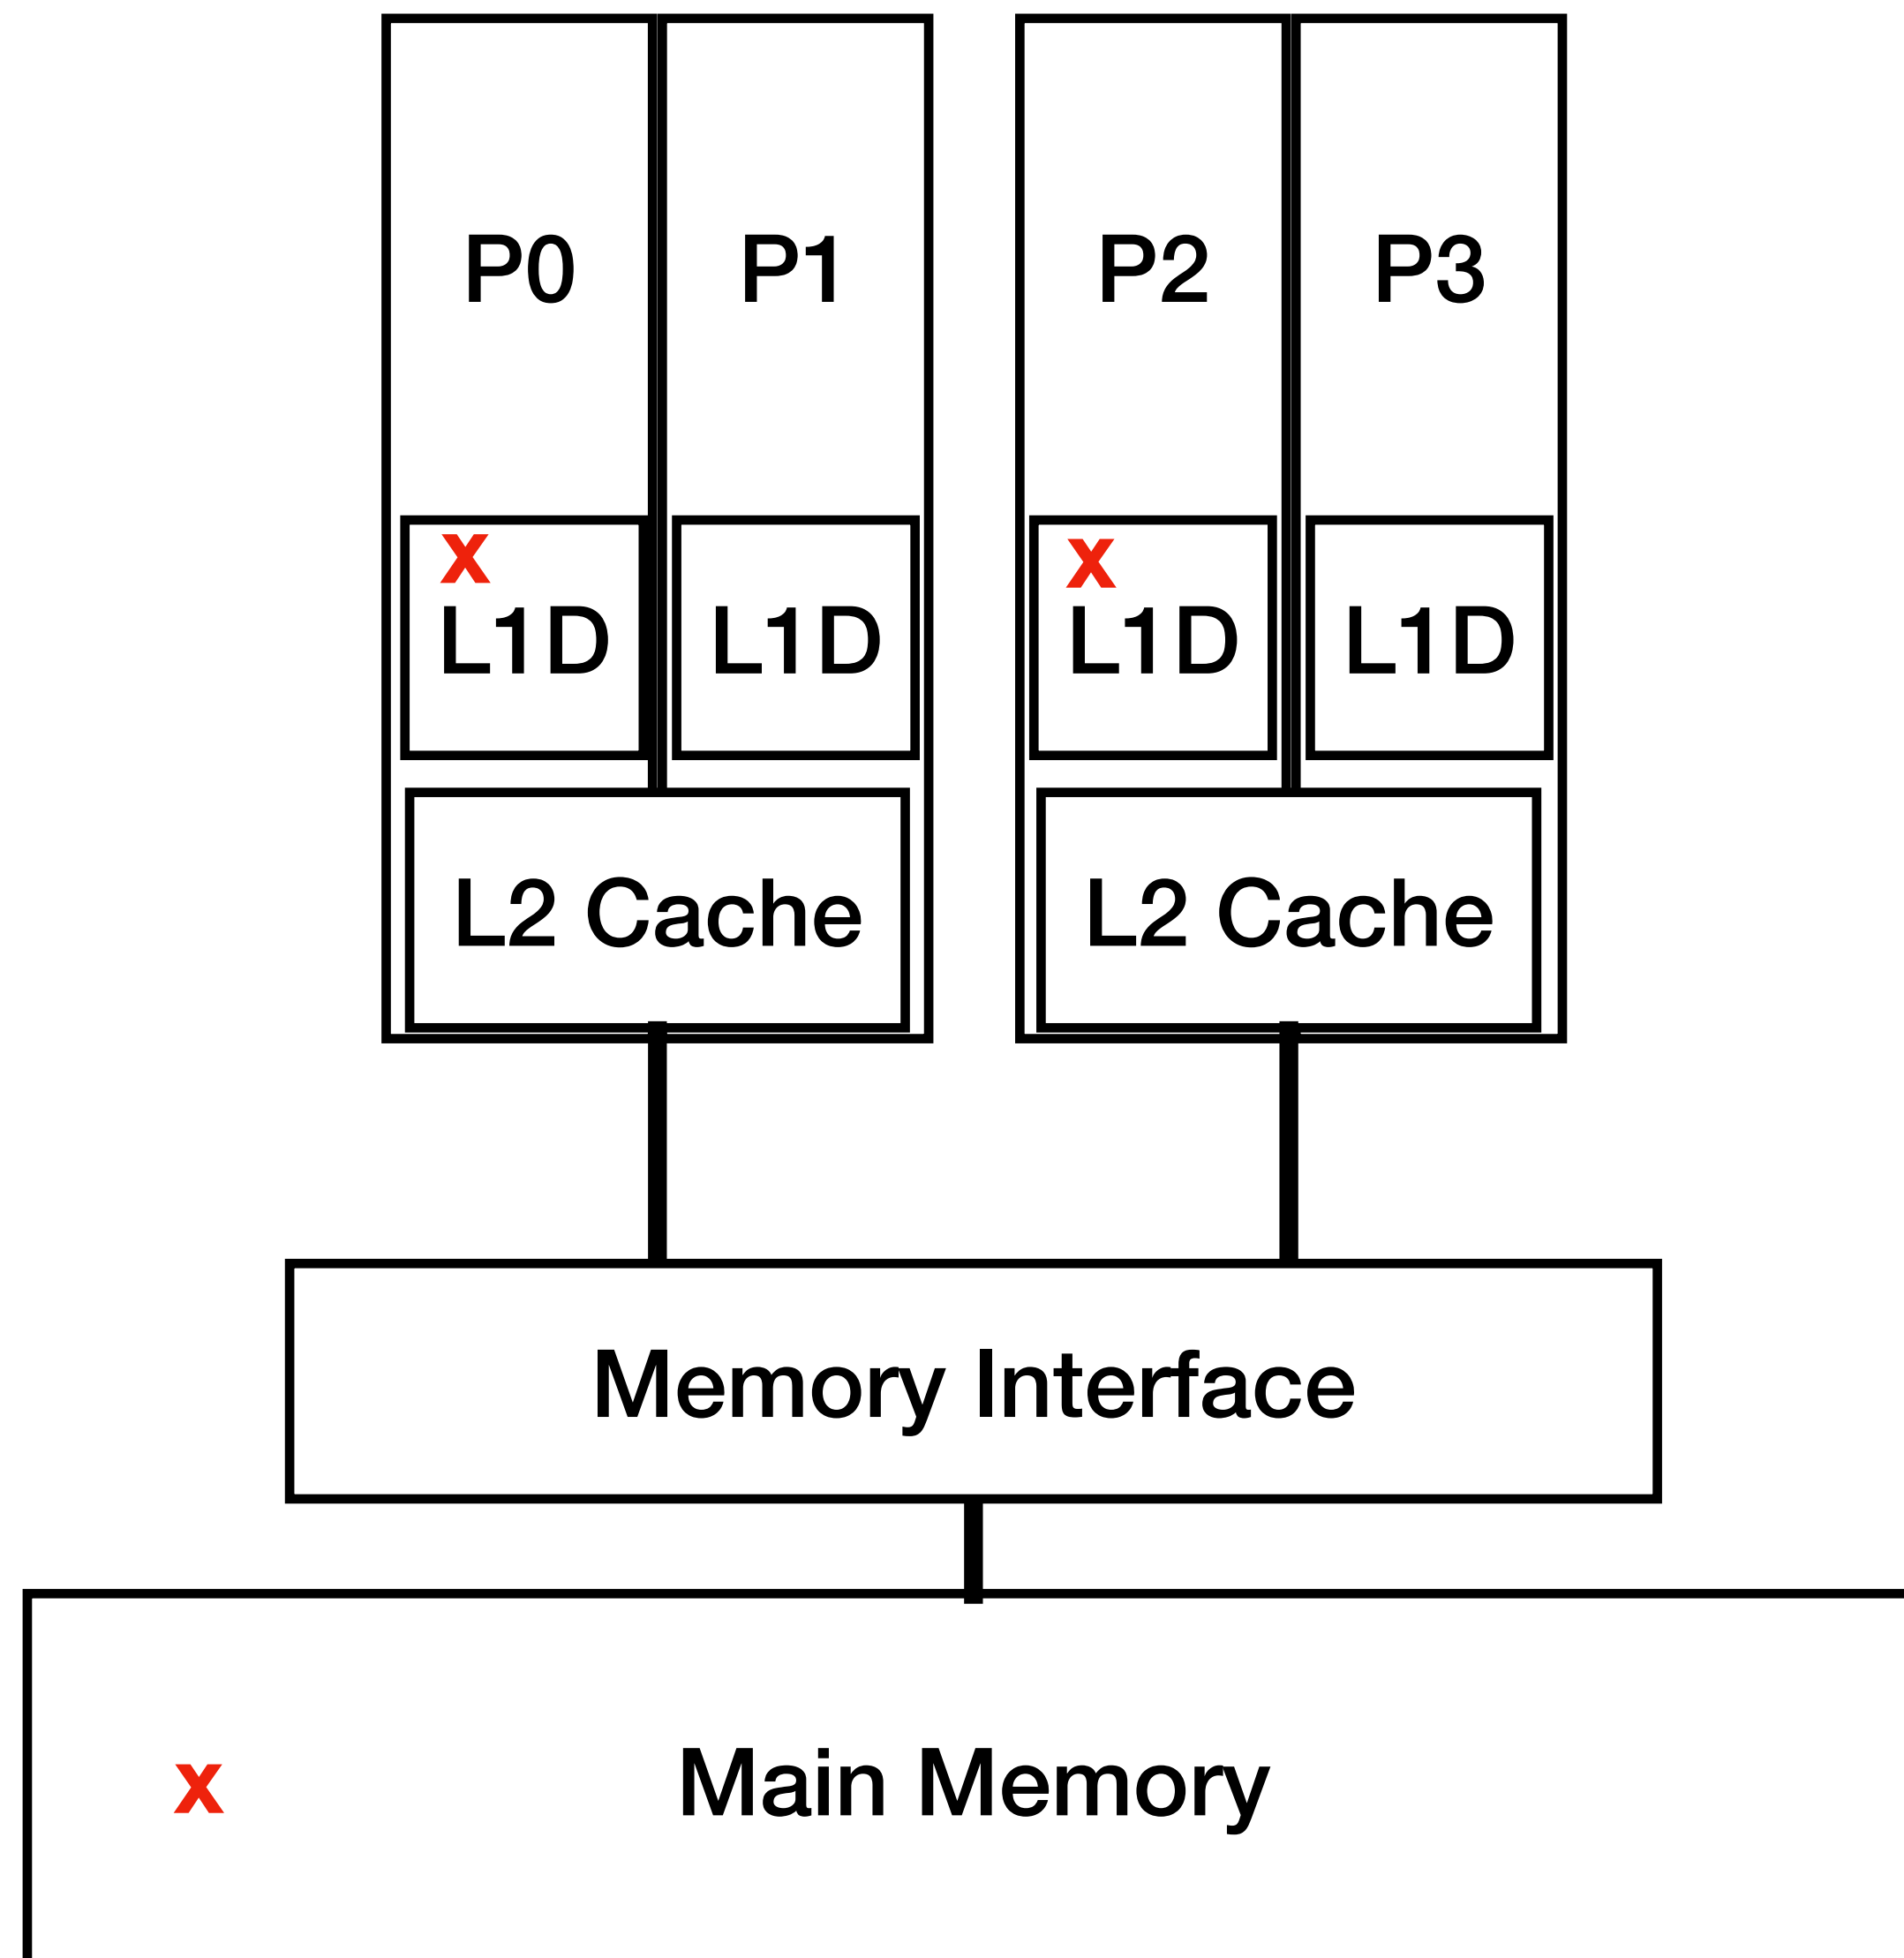 P0 P1 P2 P3
x x
L1D L1D L1D L1D
L2 Cache L2 Cache
Memory Interface
x Main Memory